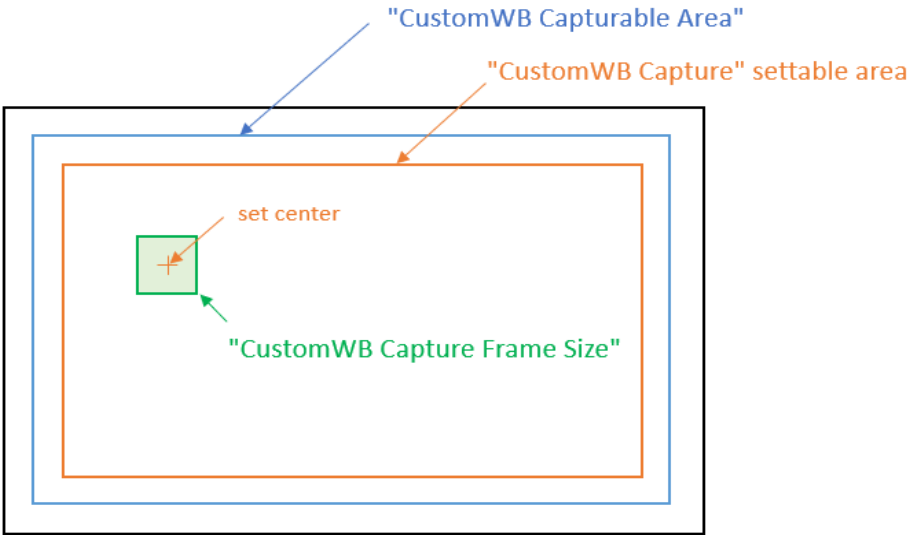 "CustomWB Capturable Area"
"CustomWB Capture" settable area
set center
"CustomWB Capture Frame Size"